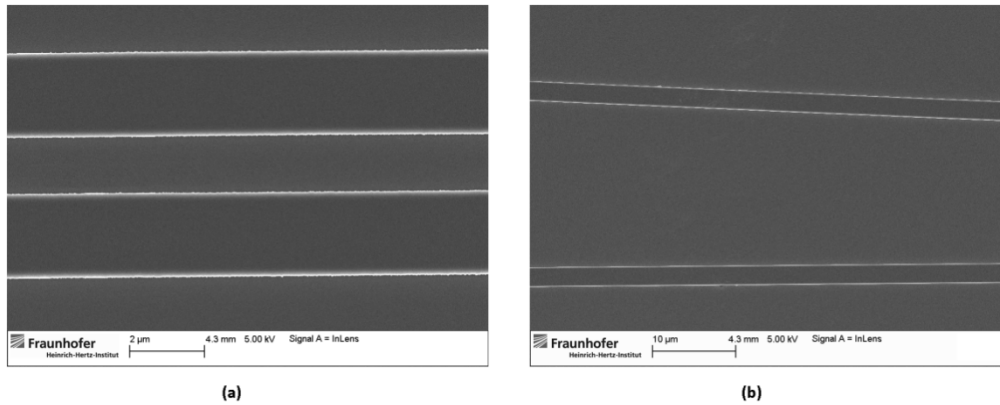 Fraunhofer
Heinrich-Hertz-Institut
2 µm
4.3 mm 5.00 kV Signal A = InLens
Fraunhofer
Heinrich-Hertz-Institut
10 µm
4.3 mm 5.00 kV Signal A = InLens
(a)
(b)